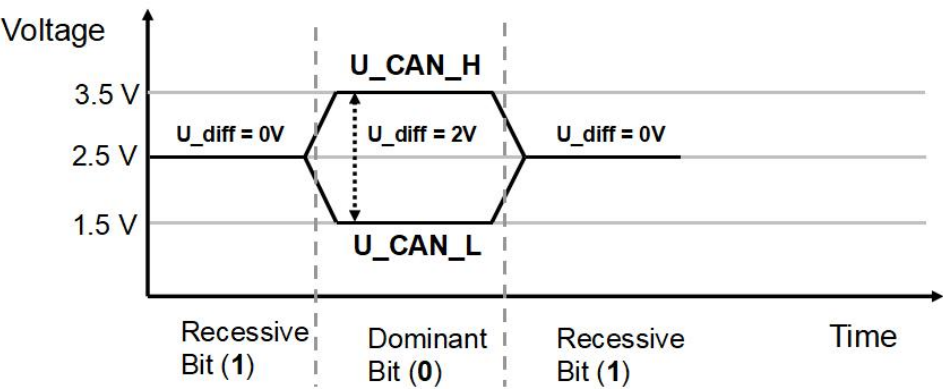 Voltage
U_CAN_H
3.5 V
U_diff = 0V
U_diff = 2V
U_diff = 0V
2.5 V
1.5 V
U_CAN_L
Recessive
Bit (1)
Dominant
Bit (0)
Recessive
Bit (1)
Time